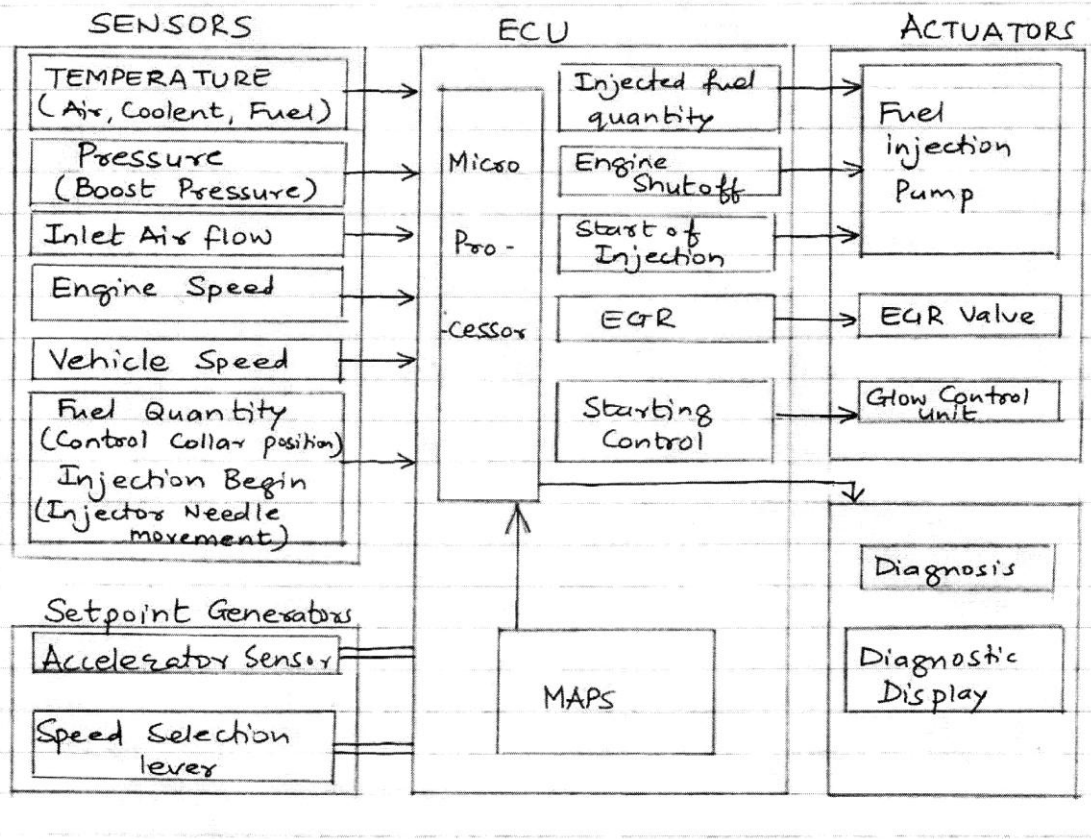 SENSORS
ECU
ACTUATORS
TEMPERATURE
(Air, Coolent, Fuel)
Pressure
(Boost Pressure)
Inlet Air flow
Engine Speed
Vehicle Speed
Fuel Quantity
(Control Collar position)
Injection Begin
(Injector Needle
movement)
Setpoint Generators
Accelerator Sensor
Speed Selection
lever
Micro
Pro -
-cessor
MAPS
Injected fuel
quantity
Engine
Shutoff
Start of
Injection
EGR
Starting
Control
Fuel
injection
Pump
EGR Valve
Glow Control
Unit
Diagnosis
Diagnostic
Display